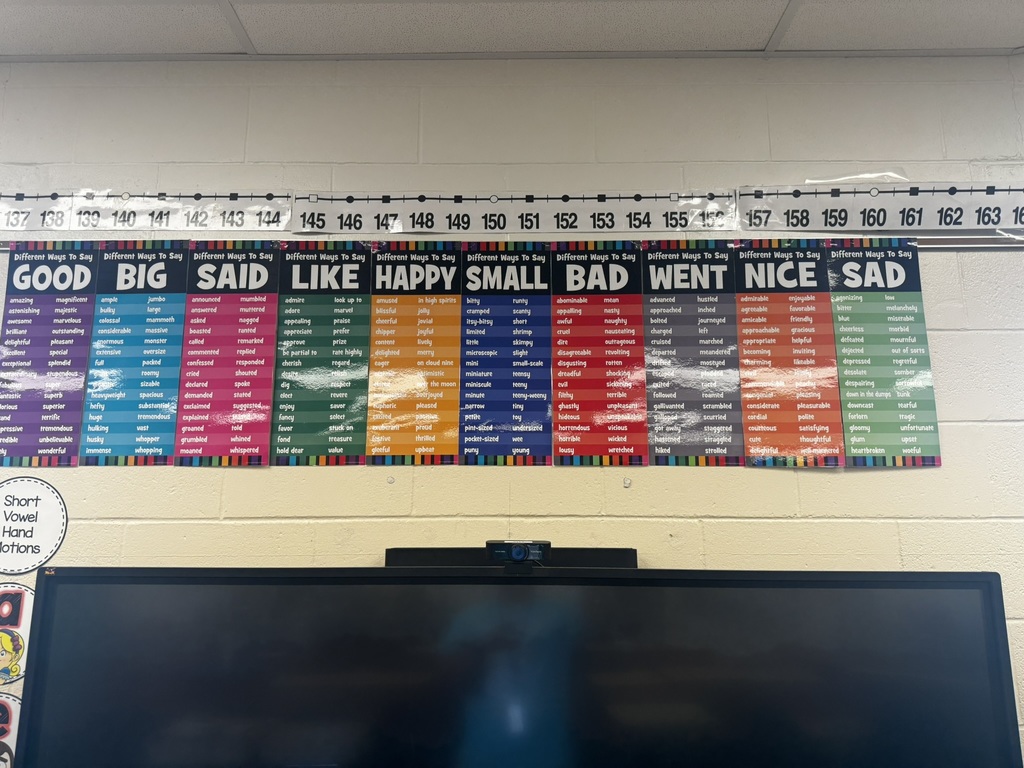 137 138 139 140 141 142 143 144 145 146 147 148 149 150 151 152 153 154 155 156 157 158 159 160 161 162 163
Different Ways To Say
GOOD
amazing magnificent
astonishing majestic
awesome marvelous
brilliant outstanding
delightful pleasant
excellent special
exceptional splendid
super
fantastic superb
superior
tremendous
unbelievable
wonderful
Different Ways To Say
BIG
ample jumbo
bulky large
colossal mammoth
considerable massive
enormous monster
extensive oversize
full packed
roomy
sizable
heavyweight spacious
hefty substantial
huge tremendous
hulking vast
husky whopper
immense whopping
Different Ways To Say
SAID
announced mumbled
answered muttered
asked nagged
boasted ranted
called remarked
commented replied
confessed responded
cried shouted
declared spoke
demanded stated
exclaimed suggested
explained
groaned told
grumbled whined
moaned whispered
Different Ways To Say
LIKE
admire look up to
adore marvel
appealing praise
appreciate prefer
approve prize
be partial to rate highly
cherish regard
desire relish
dig respect
elect revere
enjoy savor
fancy select
favor stuck on
fond treasure
hold dear value
Different Ways To Say
HAPPY
amused in high spirits
blissful jolly
cheerful jovial
chipper joyful
content lively
delighted merry
eager on cloud nine
optimistic
over the moon
overjoyed
pleased
proud
festive thrilled
gleeful upbeat
Different Ways To Say
SMALL
bitty runty
cramped scanty
itsy-bitsy short
limited shrimp
little skimpy
microscopic slight
mini small-scale
miniature teensy
miniscule teeny
minute teeny-weeny
narrow tiny
petite toy
pint-sized undersized
pocket-sized wee
puny young
Different Ways To Say
BAD
abominable mean
appalling nasty
awful naughty
cruel nauseating
dire outrageous
disagreeable revolting
disgusting rotten
dreadful shocking
evil sickening
filthy terrible
ghastly unpleasant
hideous
horrendous vicious
horrible wicked
lousy wretched
Different Ways To Say
WENT
advanced hustled
approached inched
bolted journeyed
charged left
cruised marched
departed meandered
exited raced
followed roamed
gallivanted scrambled
got away staggered
hastened straggled
hiked strolled
Different Ways To Say
NICE
admirable enjoyable
agreeable favorable
amicable friendly
approachable gracious
appropriate helpful
becoming inviting
charming likable
peachy
pleasant
considerate pleasurable
cordial polite
courteous satisfying
cute thoughtful
delightful well-mannered
Different Ways To Say
SAD
agonizing low
bitter melancholy
blue miserable
cheerless morbid
defeated mournful
dejected out of sorts
depressed regretful
desolate somber
despairing sorrowful
down in the dumps sunk
downcast tearful
forlorn tragic
gloomy unfortunate
glum upset
heartbroken woeful
Short
Vowel
Hand
Motions
a
e